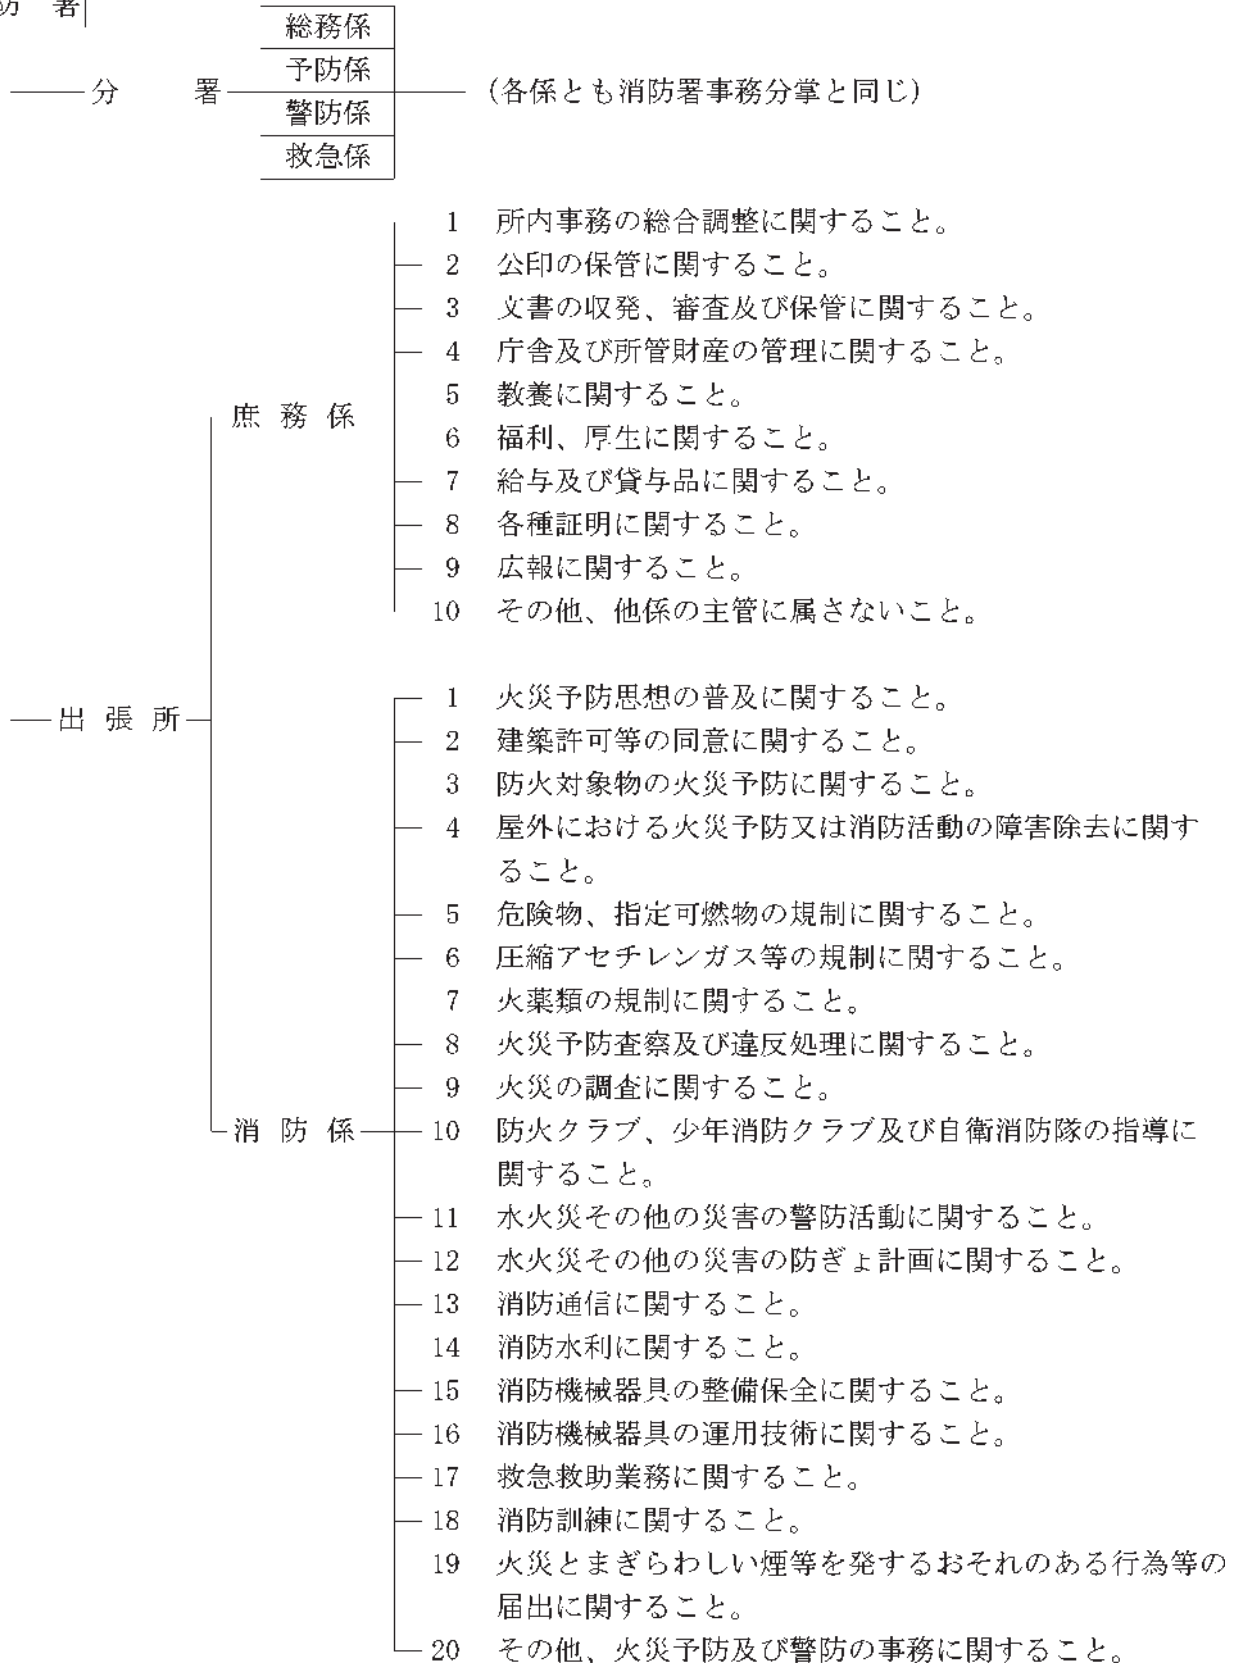 防 署
総務係
予防係
分 署
(各係とも消防署事務分掌と同じ)
警防係
救急係
1 所内事務の総合調整に関すること。
2 公印の保管に関すること。
3 文書の収発、審査及び保管に関すること。
4 庁舎及び所管財産の管理に関すること。
5 教養に関すること。
庶務係
6 福利、厚生に関すること。
7 給与及び貸与品に関すること。
8 各種証明に関すること。
9 広報に関すること。
10 その他、他係の主管に属さないこと。
出張所
1 火災予防思想の普及に関すること。
2 建築許可等の同意に関すること。
3 防火対象物の火災予防に関すること。
4 屋外における火災予防又は消防活動の障害除去に関す
ること。
5 危険物、指定可燃物の規制に関すること。
6 圧縮アセチレンガス等の規制に関すること。
7 火薬類の規制に関すること。
8 火災予防査察及び違反処理に関すること。
9 火災の調査に関すること。
消防係
10 防火クラブ、少年消防クラブ及び自衛消防隊の指導に
関すること。
11 水火災その他の災害の警防活動に関すること。
12 水火災その他の災害の防ぎょ計画に関すること。
13 消防通信に関すること。
14 消防水利に関すること。
15 消防機械器具の整備保全に関すること。
16 消防機械器具の運用技術に関すること。
17 救急救助業務に関すること。
18 消防訓練に関すること。
19 火災とまぎらわしい煙等を発するおそれのある行為等の
届出に関すること。
20 その他、火災予防及び警防の事務に関すること。